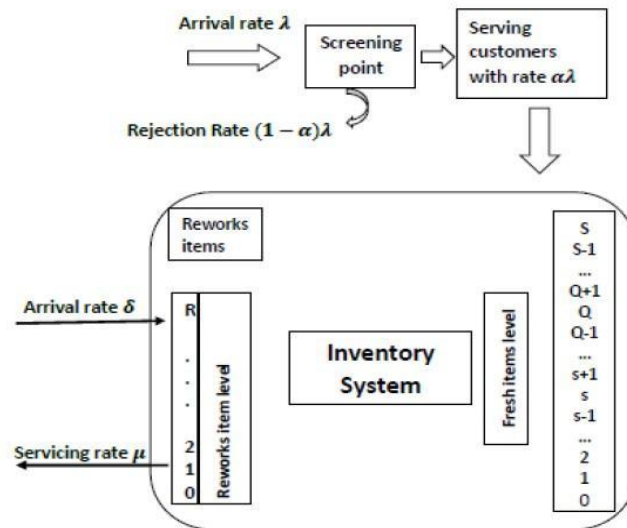 Arrival rate λ
Screening
point
Serving
customers
with rate αλ
Rejection Rate (1 − α)λ
Reworks
items
Arrival rate δ
Servicing rate μ
R
.
.
.
2
1
0
Reworks item level
Inventory
System
Fresh items level
S
S-1
...
Q+1
Q
Q-1
...
s+1
s
s-1
...
2
1
0